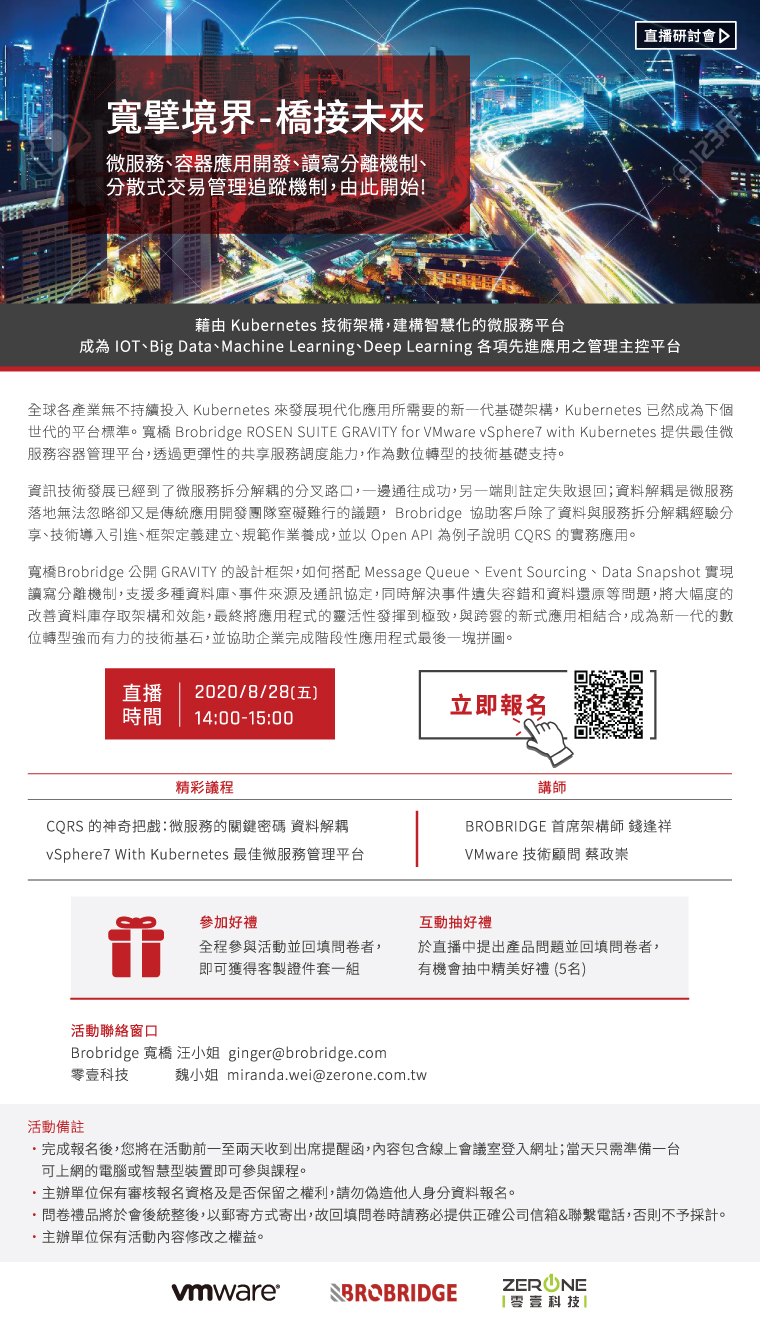 直播研討會
寬擘境界-橋接未來
微服務、容器應用開發、讀寫分離機制、
分散式交易管理追蹤機制，由此開始!
123RF
藉由 Kubernetes 技術架構，建構智慧化的微服務平台
成為 IOT、Big Data、Machine Learning、Deep Learning 各項先進應用之管理主控平台
全球各產業無不持續投入 Kubernetes 來發展現代化應用所需要的新一代基礎架構， Kubernetes 已然成為下個
世代的平台標準。寬橋 Brobridge ROSEN SUITE GRAVITY for VMware vSphere7 with Kubernetes 提供最佳微
服務容器管理平台，透過更彈性的共享服務調度能力，作為數位轉型的技術基礎支持。
資訊技術發展已經到了微服務拆分解耦的分叉路口，一邊通往成功，另一端則註定失敗退回；資料解耦是微服務
落地無法忽略卻又是傳統應用開發團隊窒礙難行的議題， Brobridge 協助客戶除了資料與服務拆分解耦經驗分
享、技術導入引進、框架定義建立、規範作業養成，並以 Open API 為例子說明 CQRS 的實務應用。
寬橋Brobridge 公開 GRAVITY 的設計框架，如何搭配 Message Queue、Event Sourcing、Data Snapshot 實現
讀寫分離機制，支援多種資料庫、事件來源及通訊協定，同時解決事件遺失容錯和資料還原等問題，將大幅度的
改善資料庫存取架構和效能，最終將應用程式的靈活性發揮到極致，與跨雲的新式應用相結合，成為新一代的數
位轉型強而有力的技術基石，並協助企業完成階段性應用程式最後一塊拼圖。
直播
時間
2020/8/28(五)
14:00-15:00
立即報名
精彩議程
講師
CQRS 的神奇把戲：微服務的關鍵密碼 資料解耦
BROBRIDGE 首席架構師 錢逢祥
vSphere7 With Kubernetes 最佳微服務管理平台
VMware 技術顧問 蔡政崇
參加好禮
全程參與活動並回填問卷者，
即可獲得客製證件套一組
互動抽好禮
於直播中提出產品問題並回填問卷者，
有機會抽中精美好禮 (5名)
活動聯絡窗口
Brobridge 寬橋 汪小姐 ginger@brobridge.com
零壹科技 魏小姐 miranda.wei@zerone.com.tw
活動備註
・完成報名後，您將在活動前一至兩天收到出席提醒函，內容包含線上會議室登入網址；當天只需準備一台
可上網的電腦或智慧型裝置即可參與課程。
・主辦單位保有審核報名資格及是否保留之權利，請勿偽造他人身分資料報名。
・問卷禮品將於會後統整後，以郵寄方式寄出，故回填問卷時請務必提供正確公司信箱&聯繫電話，否則不予採計。
・主辦單位保有活動內容修改之權益。
vmware®
BROBRIDGE
ZERONE
零壹科技